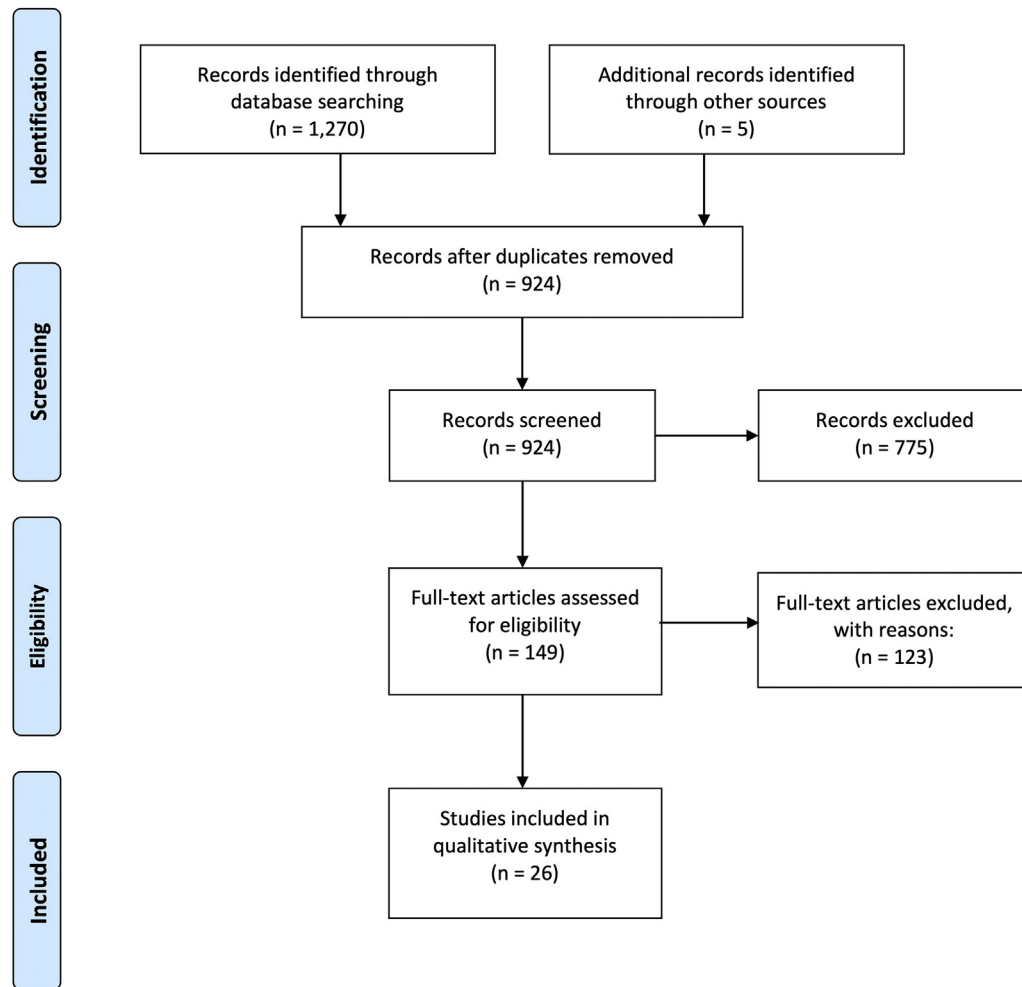 Identification
Records identified through
database searching
(n = 1,270)
Additional records identified
through other sources
(n = 5)
Records after duplicates removed
(n = 924)
Screening
Records screened
(n = 924)
Records excluded
(n = 775)
Eligibility
Full-text articles assessed
for eligibility
(n = 149)
Full-text articles excluded,
with reasons:
(n = 123)
Included
Studies included in
qualitative synthesis
(n = 26)